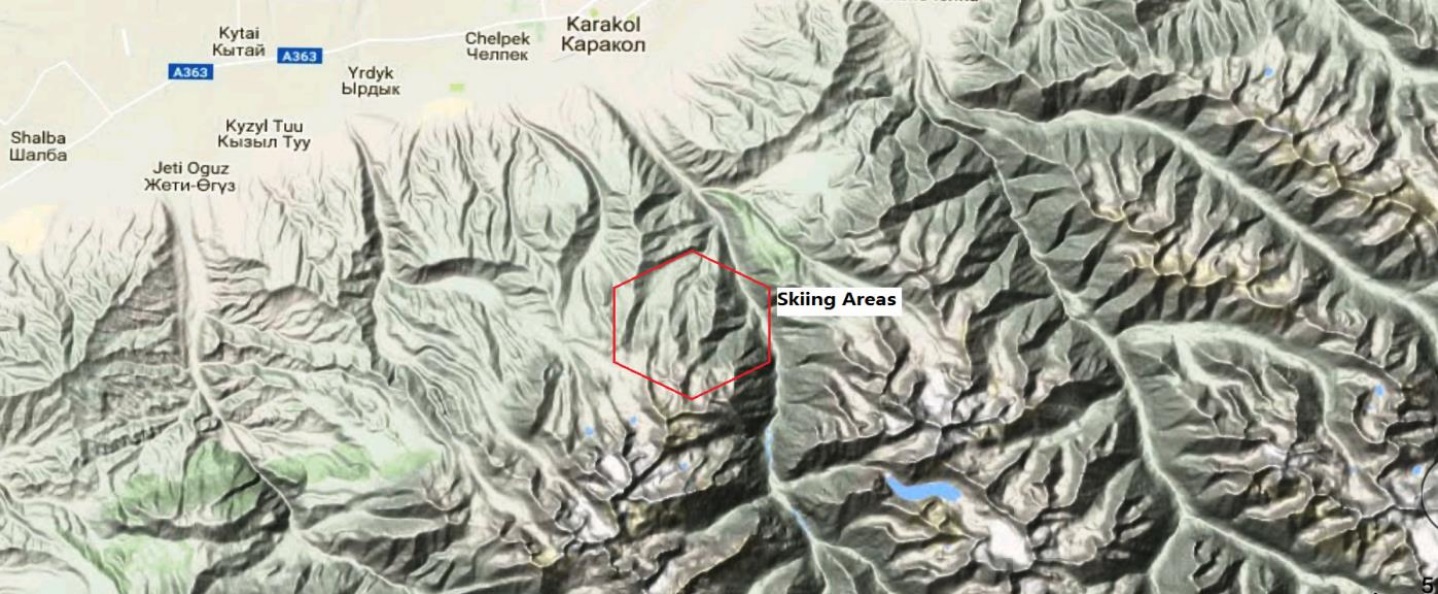 Kytai
Кытай
A363
A363
Yrdyk
Ырдык
Chelpek
Челпек
Karakol
Каракол
Shalba
Шалба
Kyzyl Tuu
Кызыл Туу
Jeti Oguz
Жети-Өгүз
Skiing Areas
5